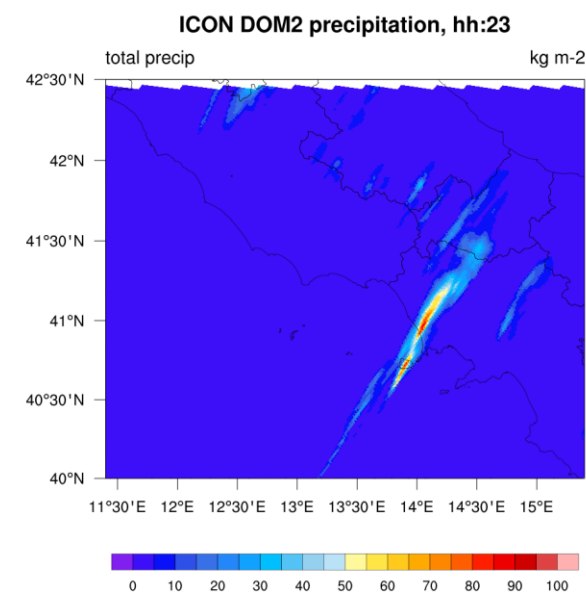 ICON DOM2 precipitation, hh:23
total precip kg m-2
42°30'N
42°N
41°30'N
41°N
40°30'N
40°N
11°30'E 12°E 12°30'E 13°E 13°30'E 14°E 14°30'E 15°E
0 10 20 30 40 50 60 70 80 90 100